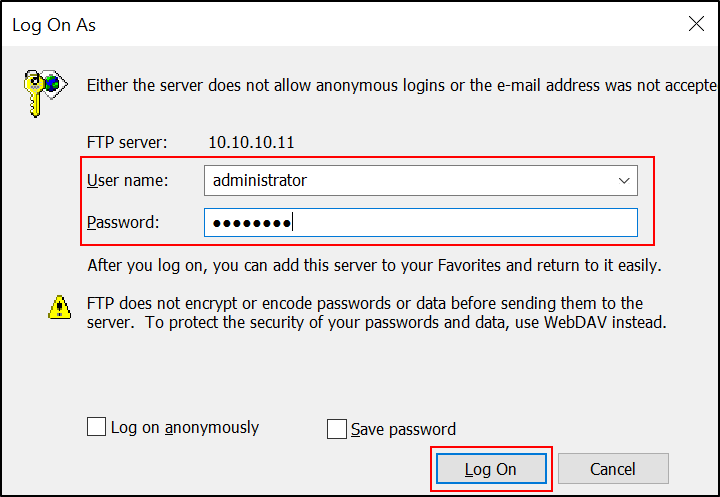 Log On As
Either the server does not allow anonymous logins or the e-mail address was not accepte
FTP server: 10.10.10.11
User name: administrator
Password: ●●●●●●●●
After you log on, you can add this server to your Favorites and return to it easily.
FTP does not encrypt or encode passwords or data before sending them to the
server. To protect the security of your passwords and data, use WebDAV instead.
Log on anonymously Save password
Log On Cancel